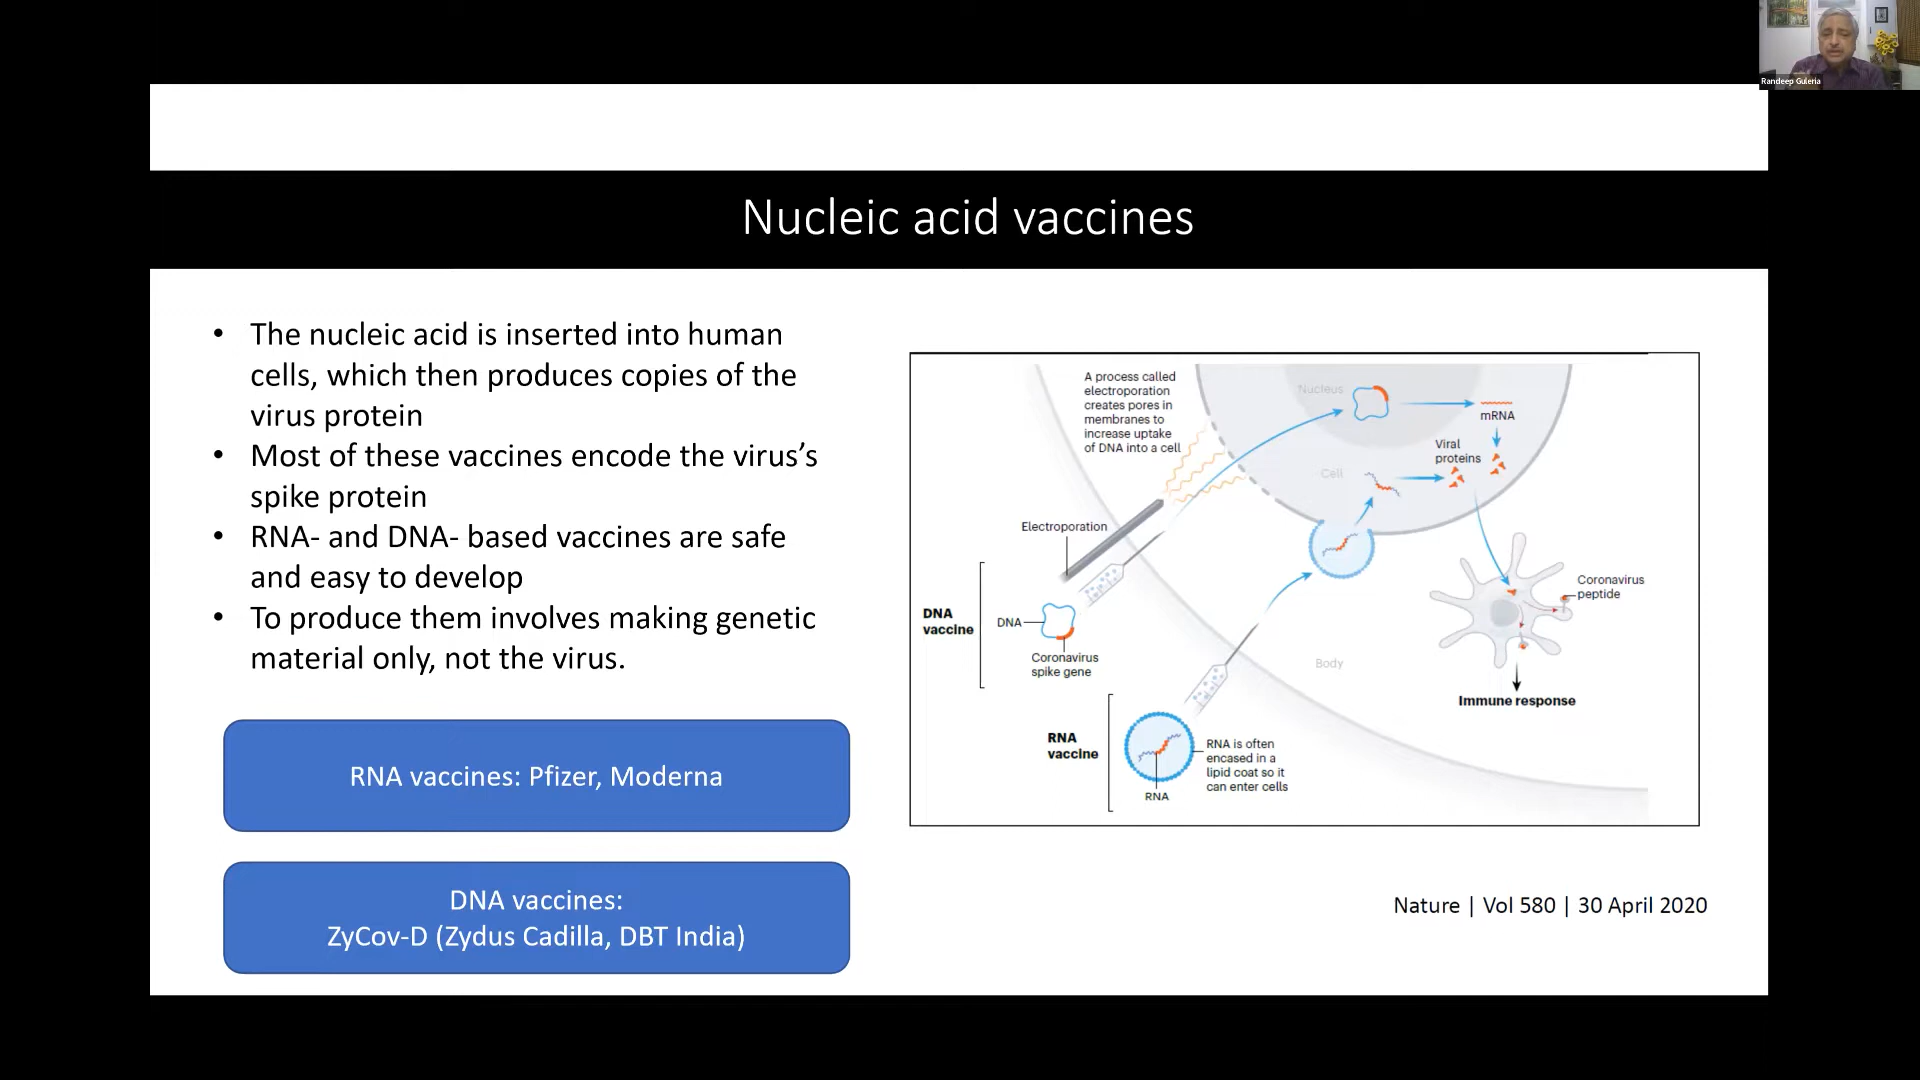 Randeep Guleria
Nucleic acid vaccines
• The nucleic acid is inserted into human
cells, which then produces copies of the
virus protein
• Most of these vaccines encode the virus’s
spike protein
• RNA- and DNA- based vaccines are safe
and easy to develop
• To produce them involves making genetic
material only, not the virus.
RNA vaccines: Pfizer, Moderna
DNA vaccines:
ZyCov-D (Zydus Cadilla, DBT India)
A process called
electroporation
creates pores in
membranes to
increase uptake
of DNA into a cell
Nucleus
mRNA
Viral
proteins
Cell
Electroporation
DNA
vaccine
DNA
Coronavirus
spike gene
Coronavirus
peptide
Body
Immune response
RNA
vaccine
RNA is often
encased in a
lipid coat so it
can enter cells
RNA
Nature | Vol 580 | 30 April 2020